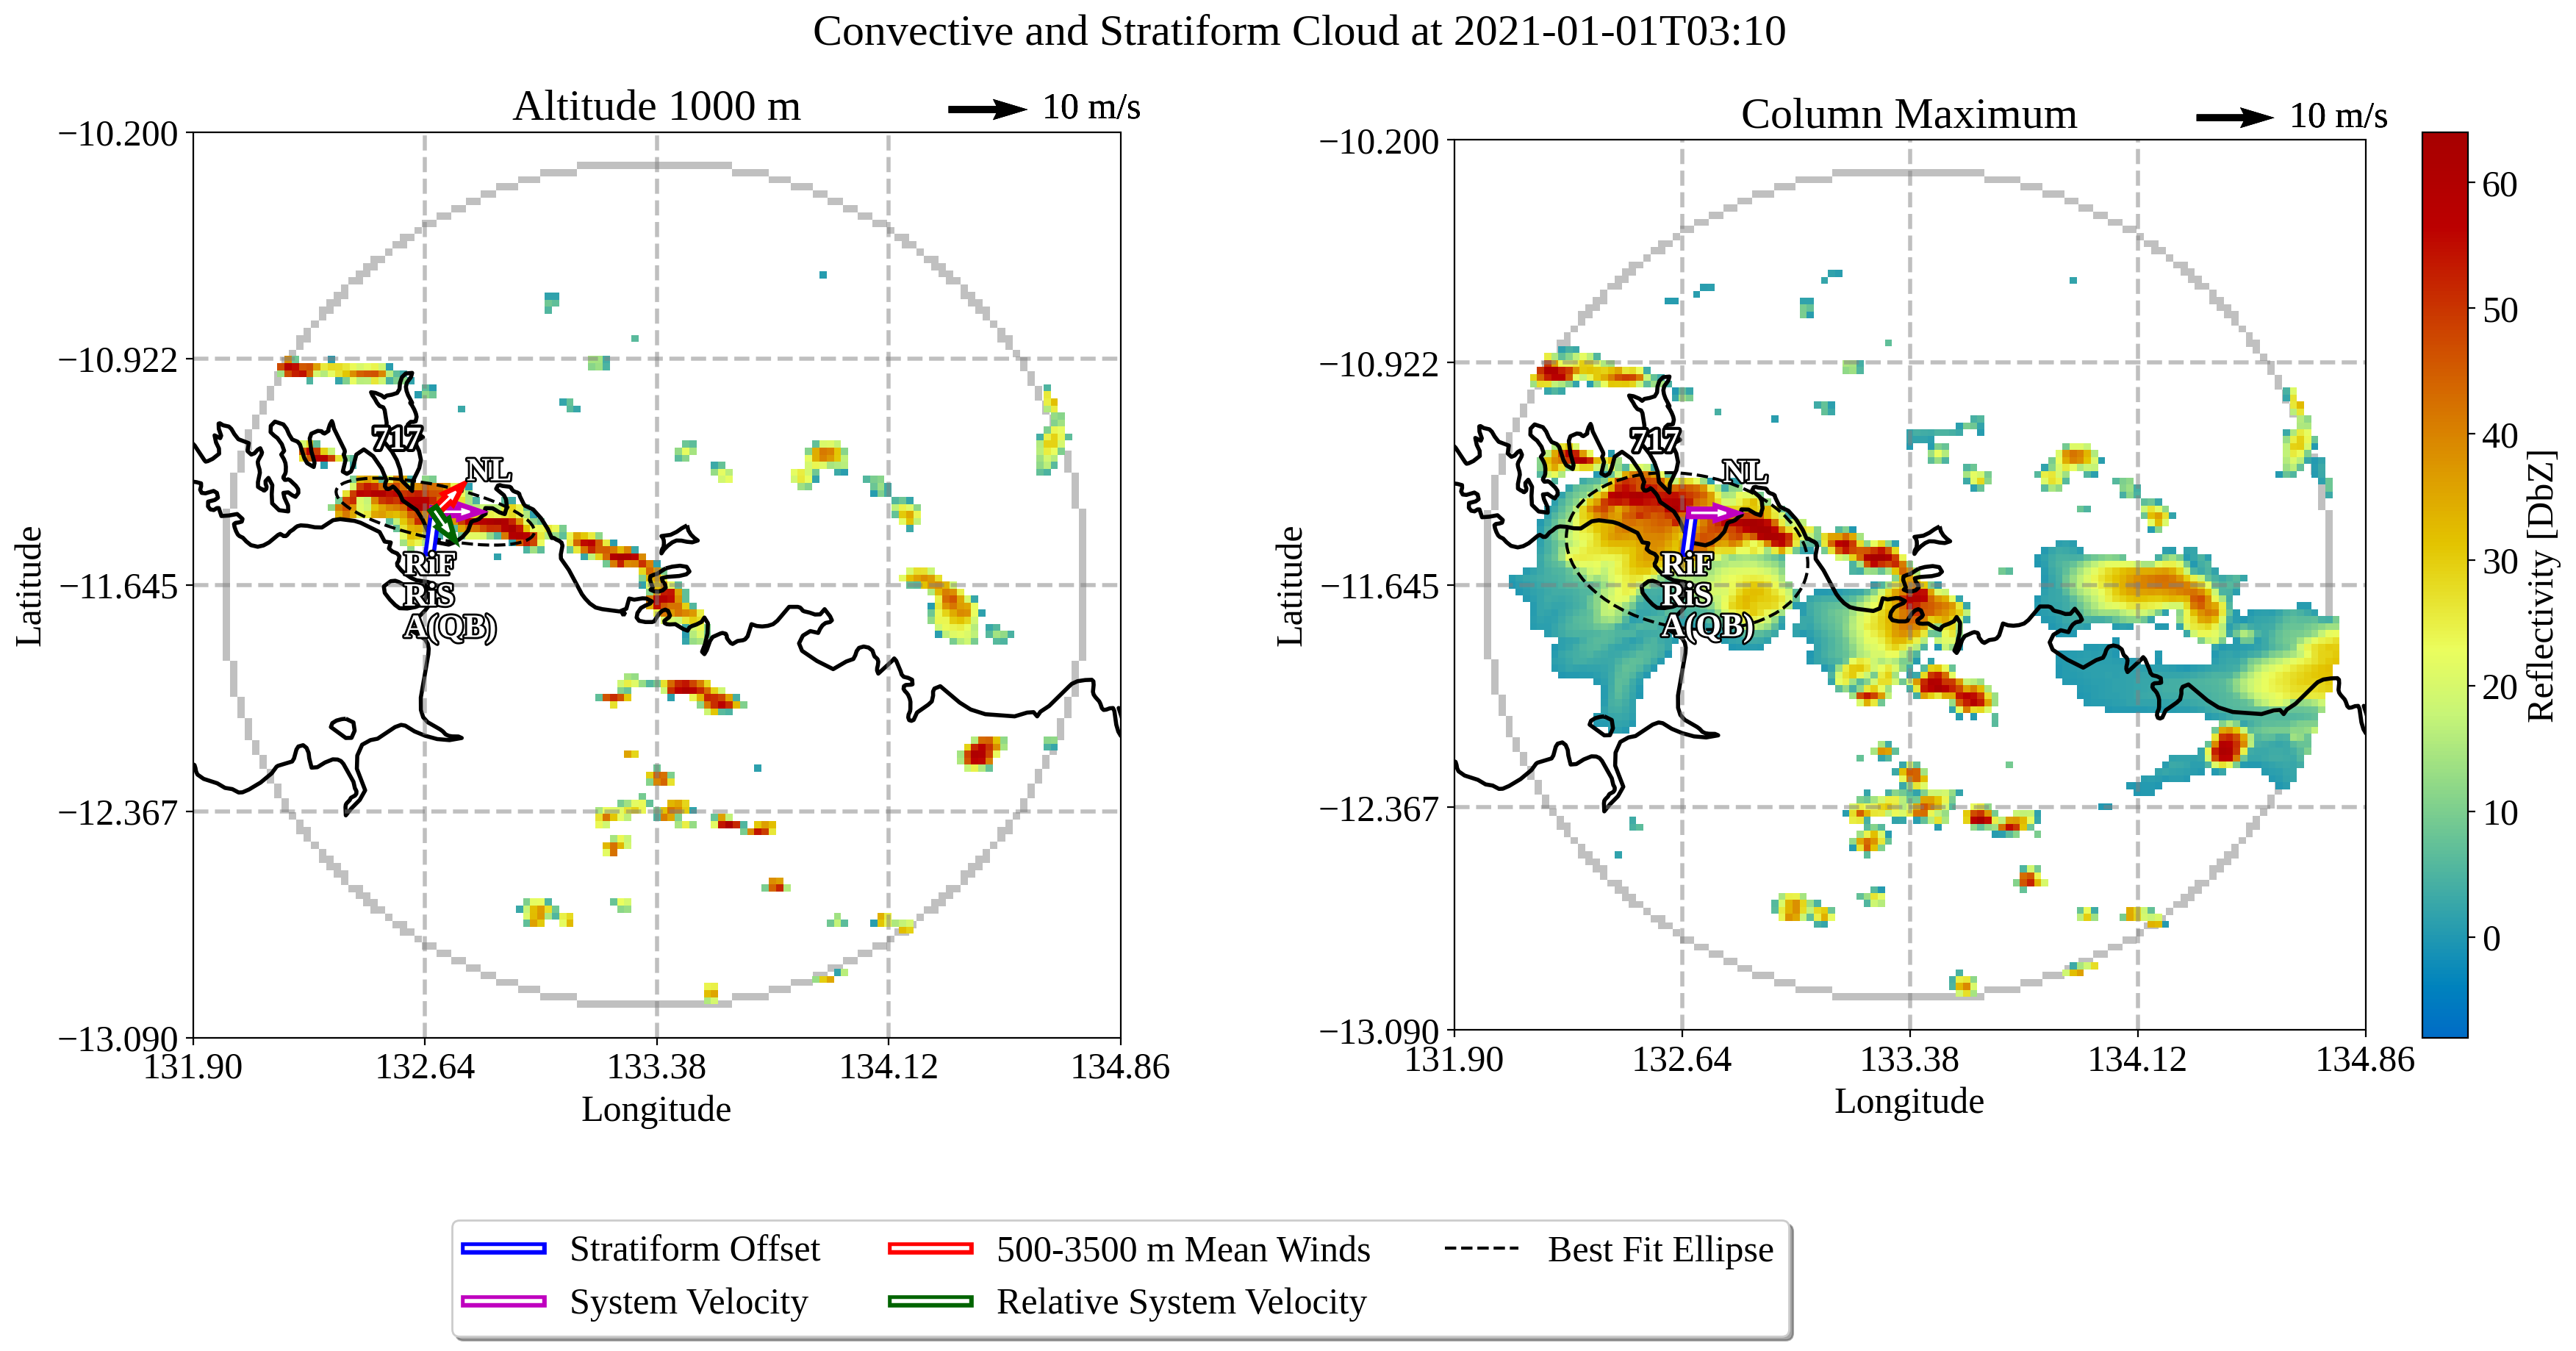 Convective and Stratiform Cloud at 2021-01-01T03:10
Altitude 1000 m
10 m/s
−10.200
−10.922
−11.645
−12.367
−13.090
131.90
132.64
133.38
134.12
134.86
Latitude
Longitude
717
NL
RiF
RiS
A(QB)
Column Maximum
10 m/s
−10.200
−10.922
−11.645
−12.367
−13.090
131.90
132.64
133.38
134.12
134.86
Latitude
Longitude
717
NL
RiF
RiS
A(QB)
60
50
40
30
20
10
0
Reflectivity [DbZ]
Stratiform Offset
System Velocity
500-3500 m Mean Winds
Relative System Velocity
Best Fit Ellipse